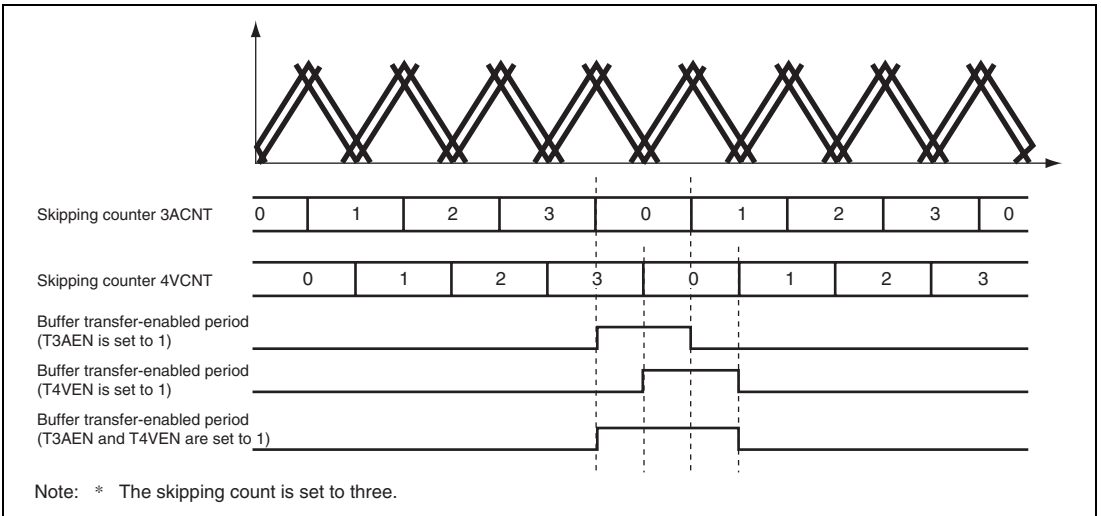 Skipping counter 3ACNT 0 1 2 3 0 1 2 3 0
Skipping counter 4VCNT 0 1 2 3 0 1 2 3
Buffer transfer-enabled period
(T3AEN is set to 1)
Buffer transfer-enabled period
(T4VEN is set to 1)
Buffer transfer-enabled period
(T3AEN and T4VEN are set to 1)
Note: * The skipping count is set to three.